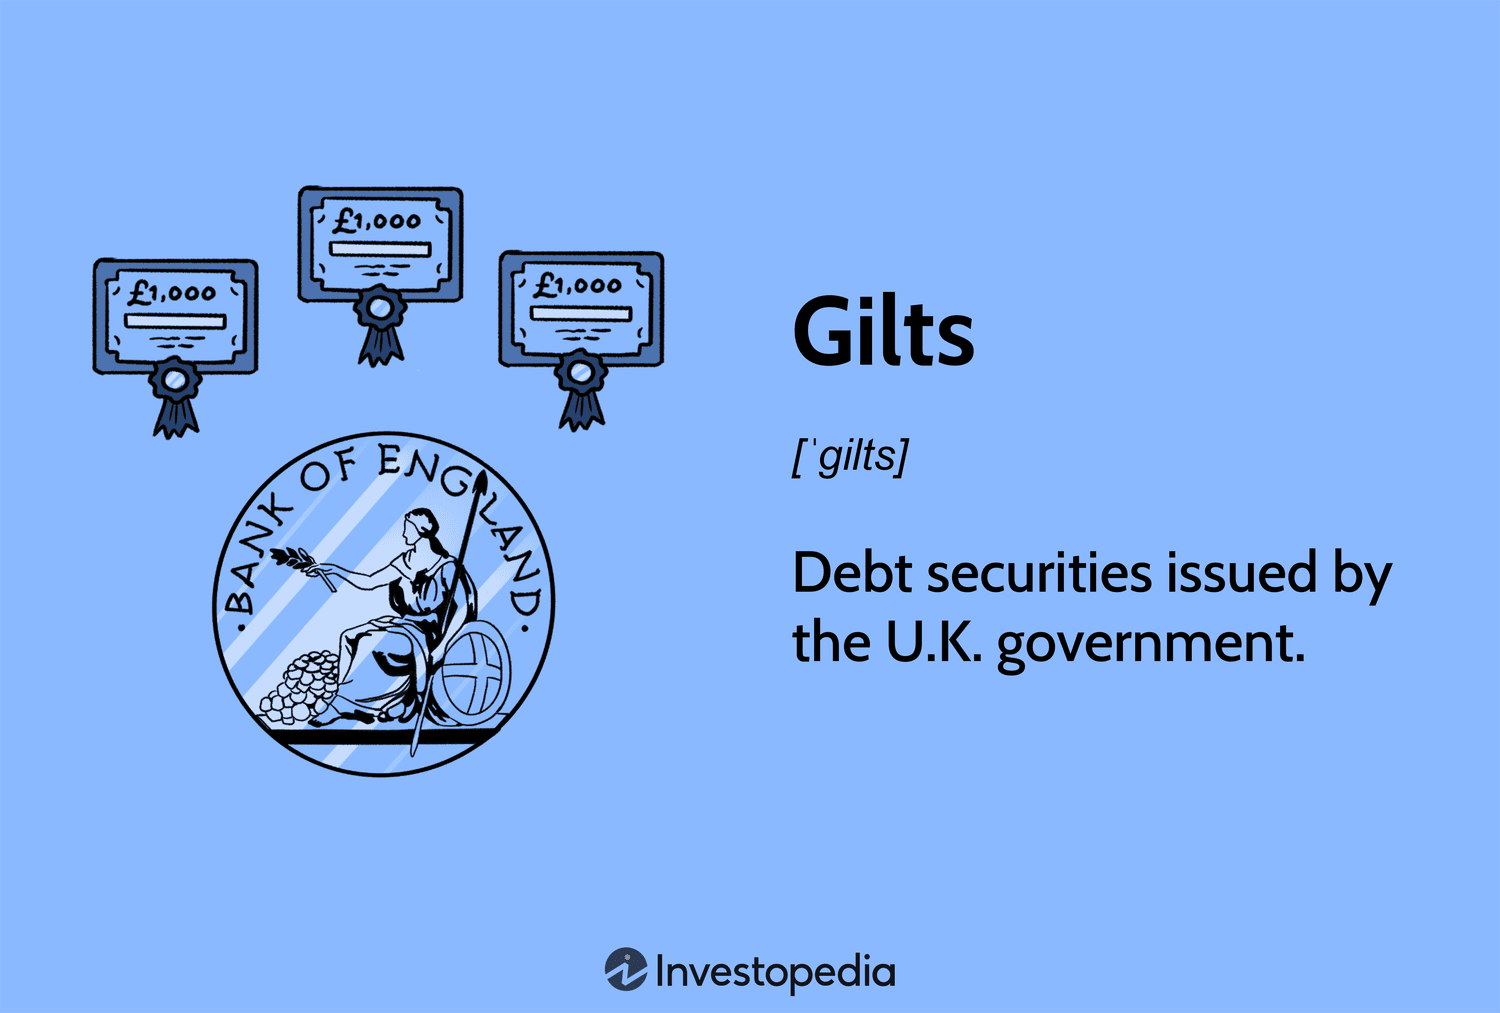 £1,000
£1,000
£1,000
· BANK OF ENGLAND ·
Gilts
[ˈgilts]
Debt securities issued by
the U.K. government.
Investopedia